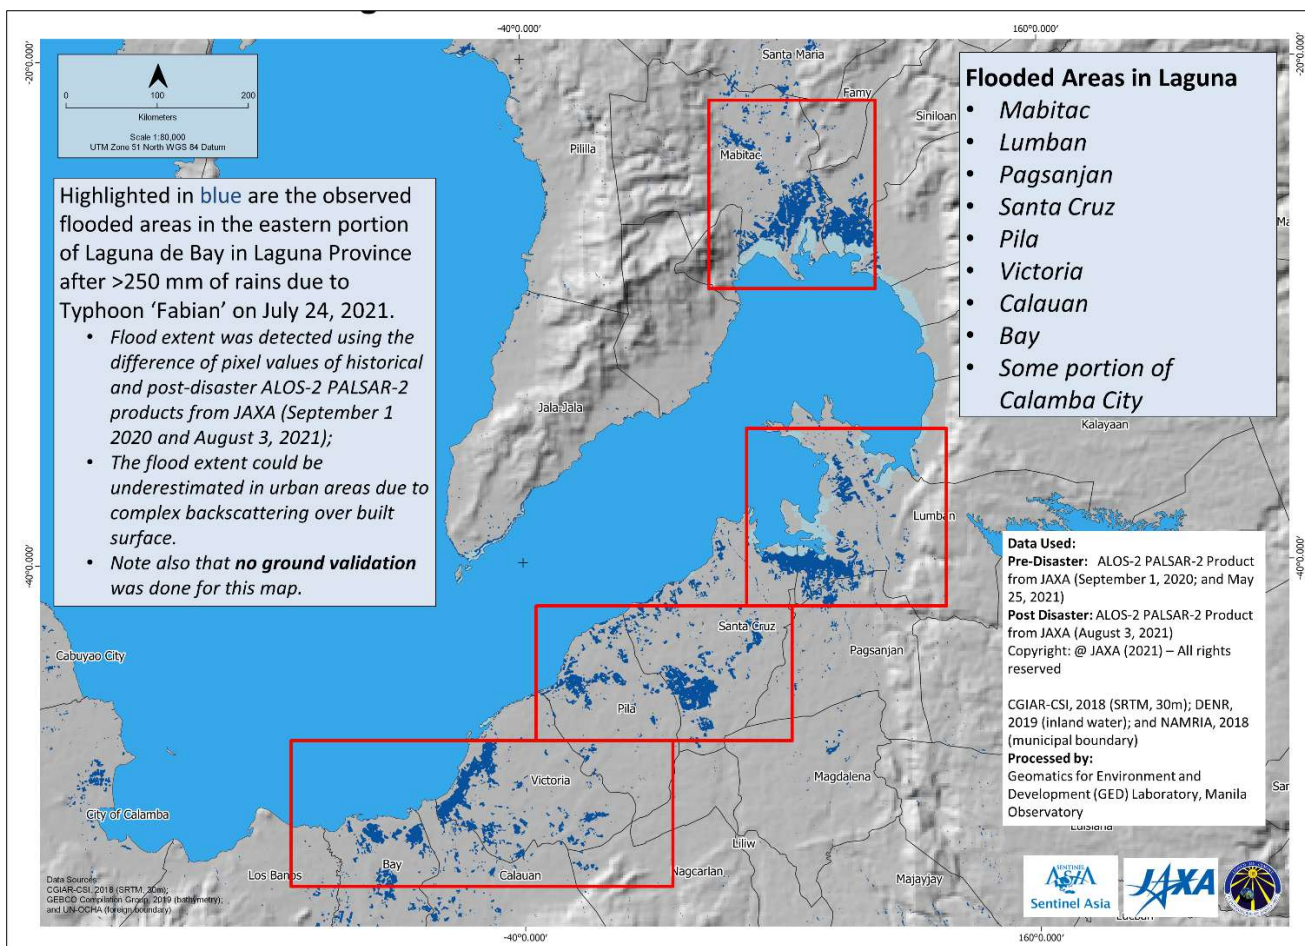 -40°0.000'
160°0.000'
-20°0.000'
-20°0.000'
0
100
200
Kilometers
Scale 1:80,000
UTM Zone 51 North WGS 84 Datum
Highlighted in blue are the observed
flooded areas in the eastern portion
of Laguna de Bay in Laguna Province
after >250 mm of rains due to
Typhoon ‘Fabian’ on July 24, 2021.
• Flood extent was detected using the
difference of pixel values of historical
and post-disaster ALOS-2 PALSAR-2
products from JAXA (September 1
2020 and August 3, 2021);
• The flood extent could be
underestimated in urban areas due to
complex backscattering over built
surface.
• Note also that no ground validation
was done for this map.
Flooded Areas in Laguna
• Mabitac
• Lumban
• Pagsanjan
• Santa Cruz
• Pila
• Victoria
• Calauan
• Bay
• Some portion of
Calamba City
Santa Maria
Famy
Siniloan
Pililla
Mabitac
Ma
Jala-Jala
Kalayaan
Lumban
-40°0.000'
-40°0.000'
Santa Cruz
Pagsanjan
Cabuyao City
Pila
Victoria
Magdalena
City of Calamba
San
Luisiana
Liliw
Bay
Los Banos
Calauan
Nagcarlan
Majayjay
Lucban
Data Used:
Pre-Disaster: ALOS-2 PALSAR-2 Product
from JAXA (September 1, 2020; and May
25, 2021)
Post Disaster: ALOS-2 PALSAR-2 Product
from JAXA (August 3, 2021)
Copyright: @ JAXA (2021) – All rights
reserved
CGIAR-CSI, 2018 (SRTM, 30m); DENR,
2019 (inland water); and NAMRIA, 2018
(municipal boundary)
Processed by:
Geomatics for Environment and
Development (GED) Laboratory, Manila
Observatory
Data Sources:
CGIAR-CSI, 2018 (SRTM, 30m);
GEBCO Compilation Group, 2019 (bathymetry);
and UN-OCHA (foreign boundary)
SENTINEL
ASIA
Sentinel Asia
JAXA
-40°0.000'
160°0.000'